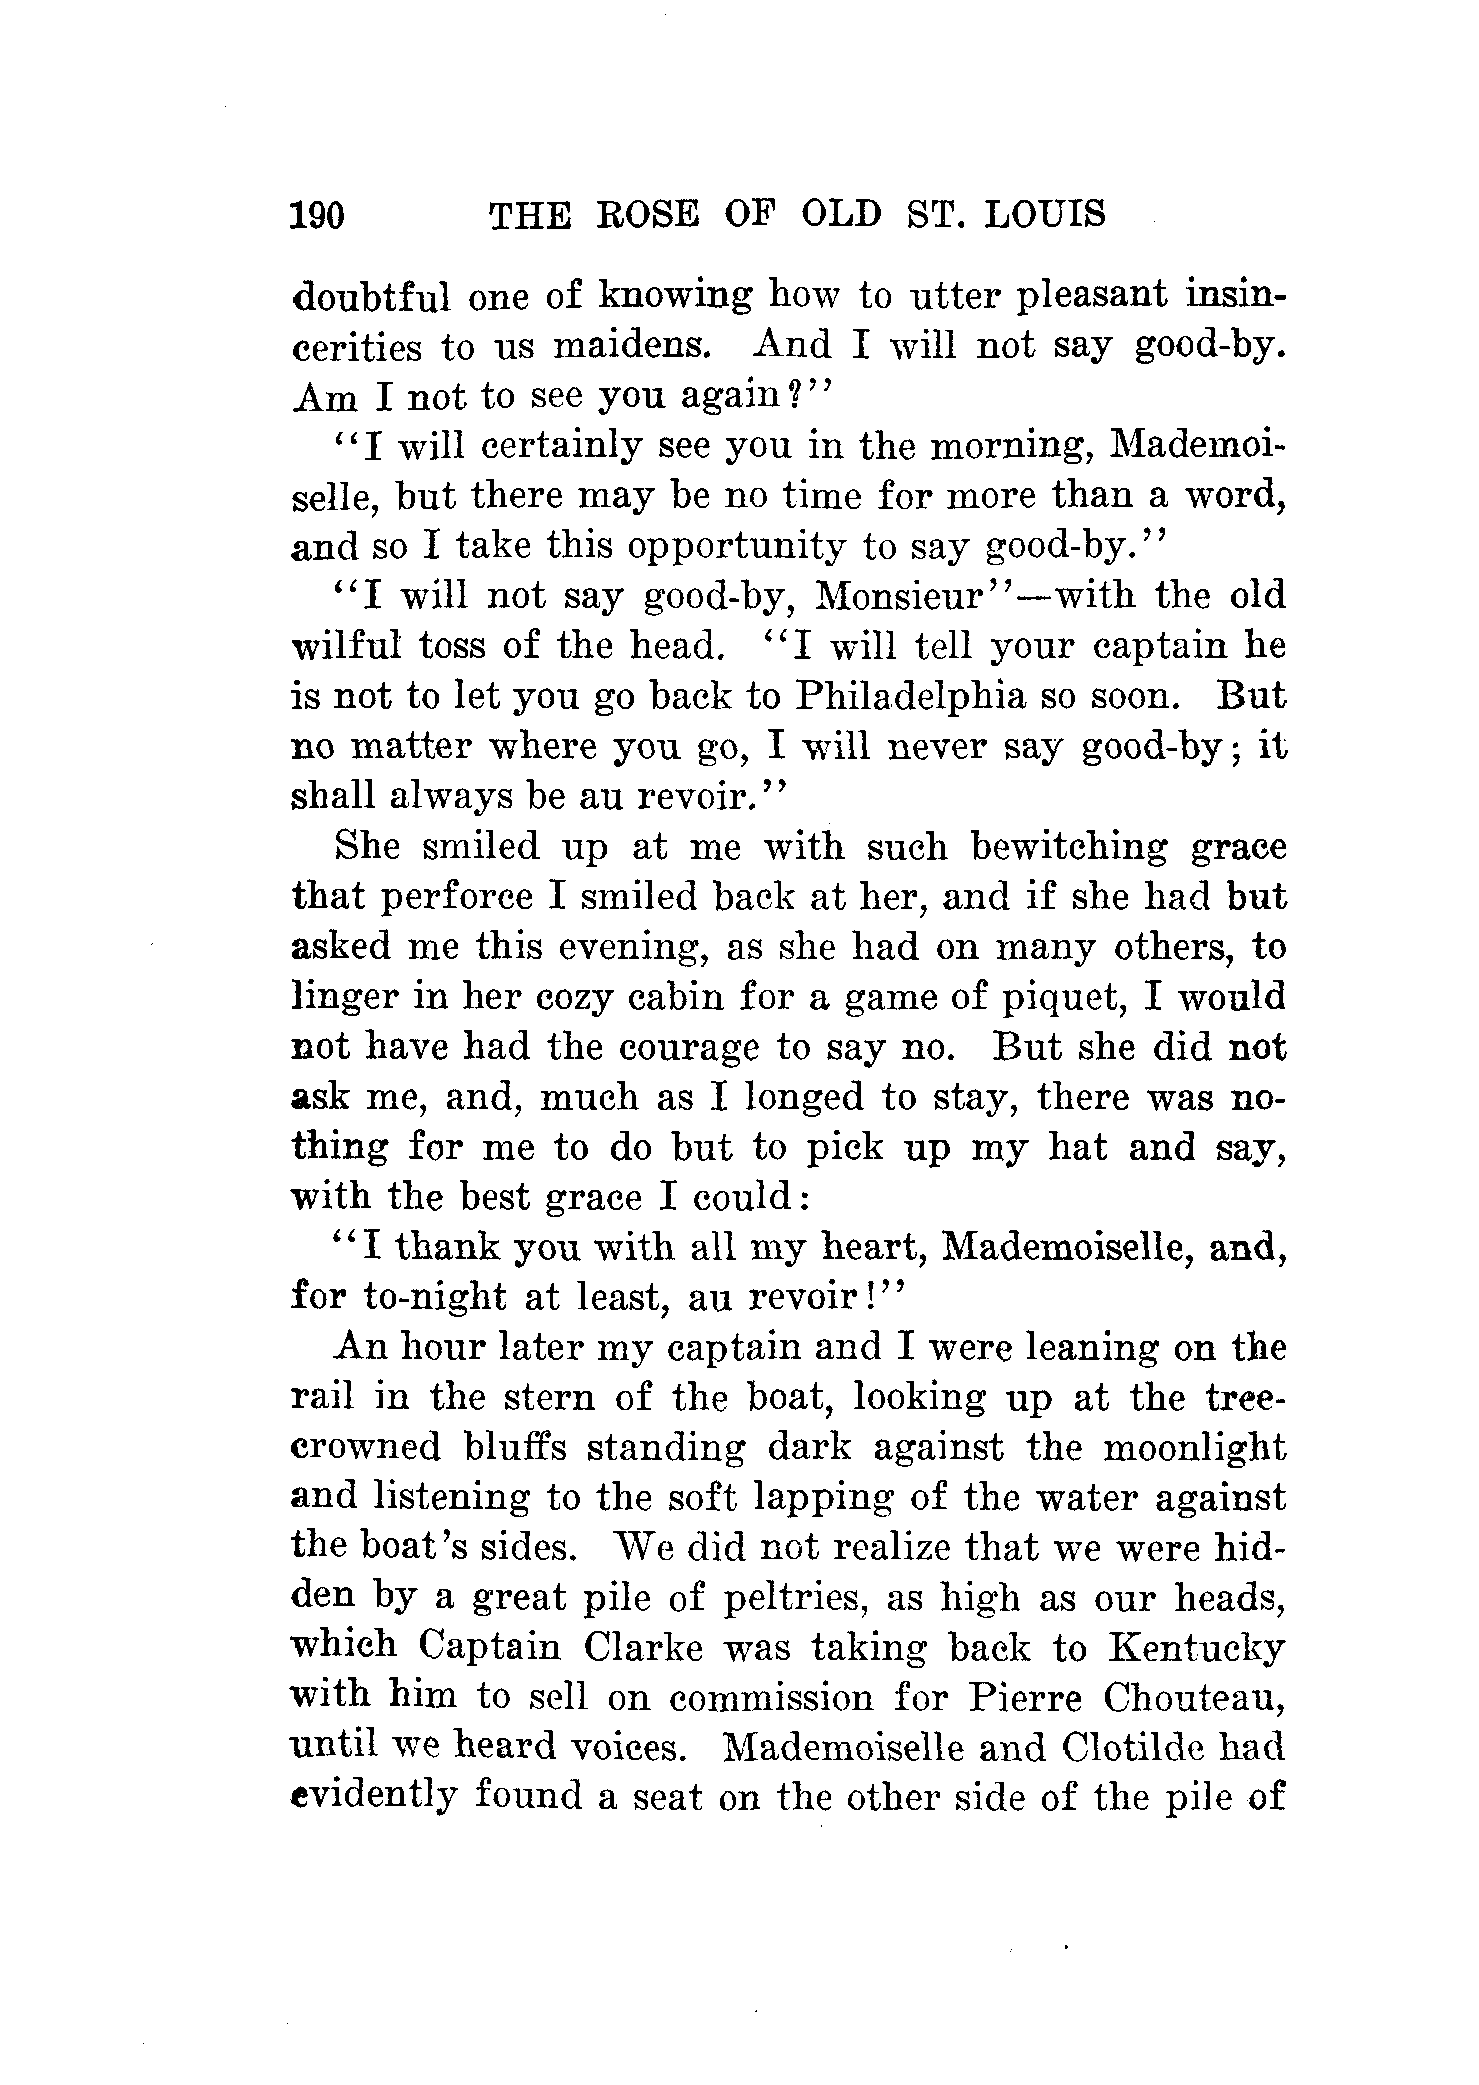 190 THE ROSE OF OLD ST. LOUIS
doubtful one of knowing how to utter pleasant insin-
cerities to us maidens. And I will not say good-by.
Am I not to see you again?"
"I will certainly see you in the morning, Mademoi-
selle, but there may be no time for more than a word,
and so I take this opportunity to say good-by."
"I will not say good-by, Monsieur"—with the old
wilful toss of the head. "I will tell your captain he
is not to let you go back to Philadelphia so soon. But
no matter where you go, I will never say good-by; it
shall always be au revoir."
She smiled up at me with such bewitching grace
that perforce I smiled back at her, and if she had but
asked me this evening, as she had on many others, to
linger in her cozy cabin for a game of piquet, I would
not have had the courage to say no. But she did not
ask me, and, much as I longed to stay, there was no-
thing for me to do but to pick up my hat and say,
with the best grace I could:
"I thank you with all my heart, Mademoiselle, and,
for to-night at least, au revoir!"
An hour later my captain and I were leaning on the
rail in the stern of the boat, looking up at the tree-
crowned bluffs standing dark against the moonlight
and listening to the soft lapping of the water against
the boat's sides. We did not realize that we were hid-
den by a great pile of peltries, as high as our heads,
which Captain Clarke was taking back to Kentucky
with him to sell on commission for Pierre Chouteau,
until we heard voices. Mademoiselle and Clotilde had
evidently found a seat on the other side of the pile of